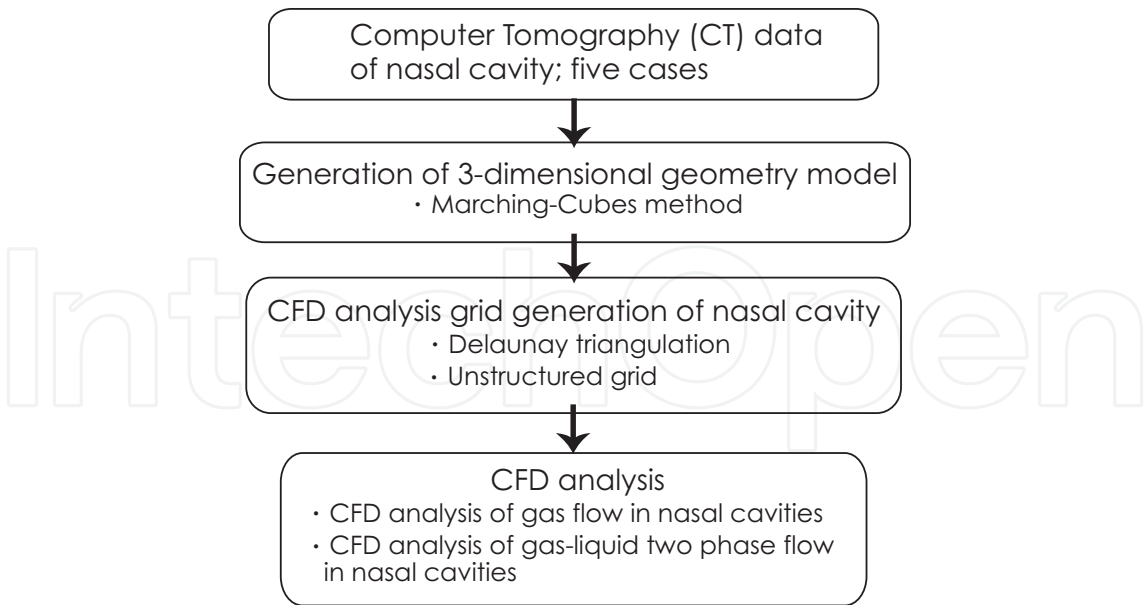 Computer Tomography (CT) data
of nasal cavity; five cases
Generation of 3-dimensional geometry model
・Marching-Cubes method
CFD analysis grid generation of nasal cavity
・Delaunay triangulation
・Unstructured grid
CFD analysis
・CFD analysis of gas flow in nasal cavities
・CFD analysis of gas-liquid two phase flow
in nasal cavities
IntechOpen